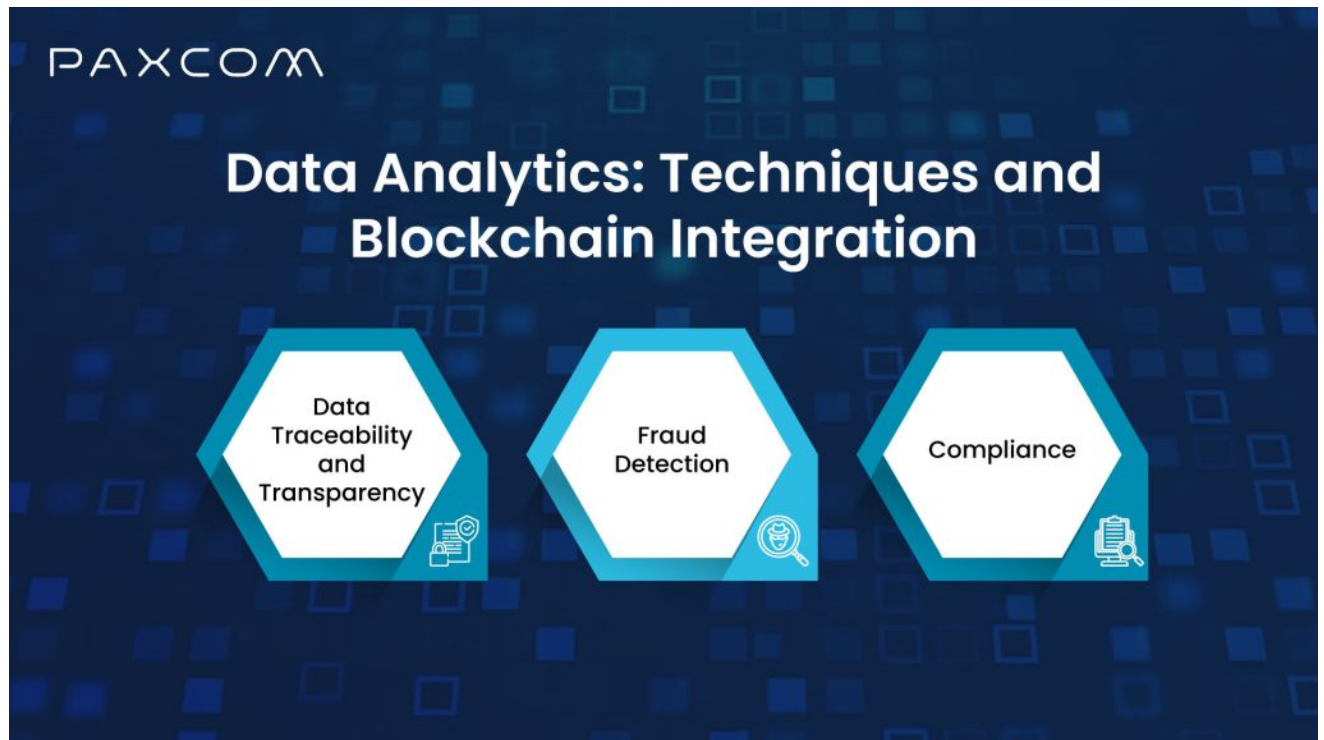 PAXCOM
Data Analytics: Techniques and
Blockchain Integration
Data
Traceability
and
Transparency
Fraud
Detection
Compliance